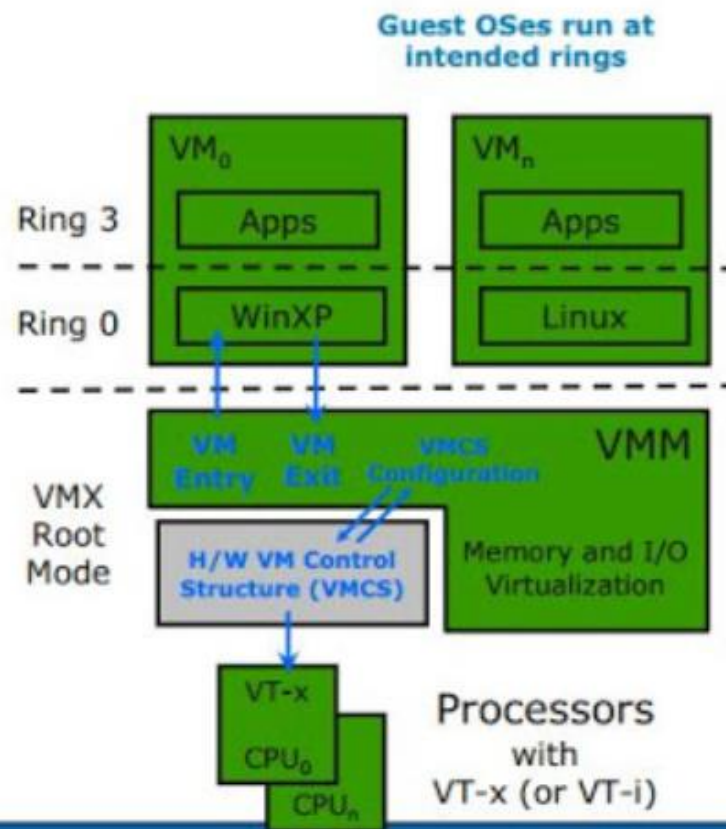 Guest OSes run at
intended rings
VM₀
VMₙ
Ring 3
Apps
Apps
Ring 0
WinXP
Linux
VM
Entry
VM
Exit
VMCS
Configuration
VMM
VMX
Root
Mode
H/W VM Control
Structure (VMCS)
Memory and I/O
Virtualization
VT-x
CPU₀
CPUₙ
Processors
with
VT-x (or VT-i)